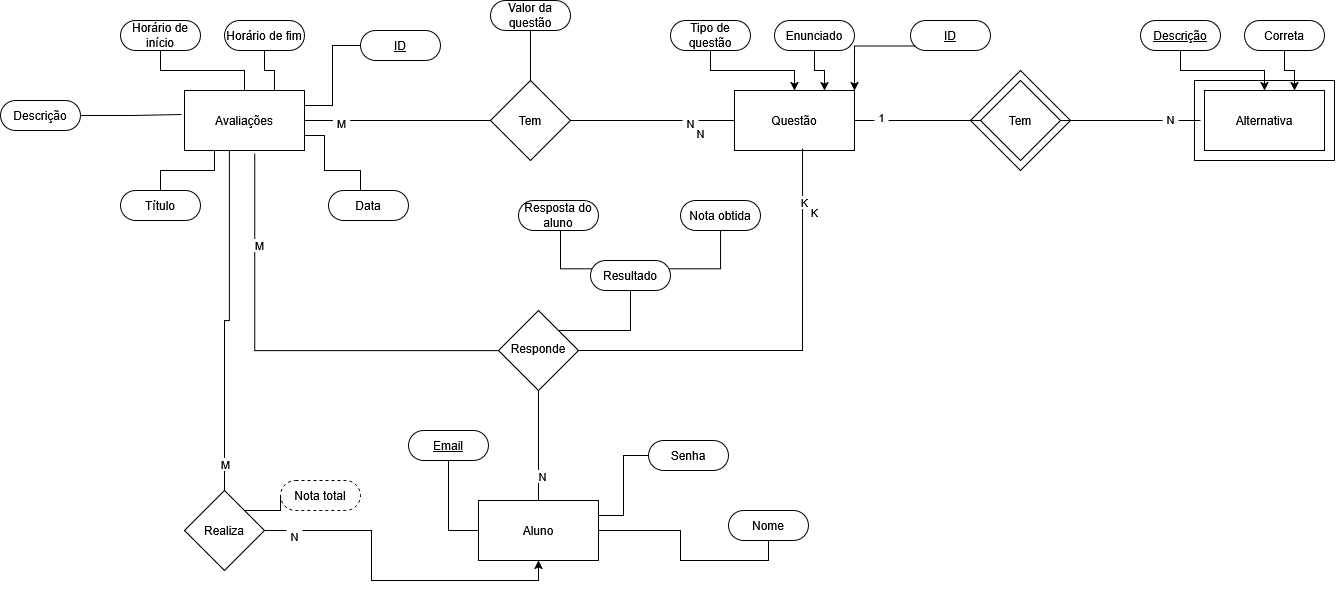 Valor da
questão
Horário de
início
Horário de fim
ID
Tipo de
questão
Enunciado
ID
Descrição
Correta
Descrição
Avaliações
M
Tem
N
N
Questão
1
Tem
N
Alternativa
Título
Data
Resposta do
aluno
Nota obtida
K
K
M
Resultado
Responde
Email
Senha
M
N
Nota total
Realiza
N
Aluno
Nome